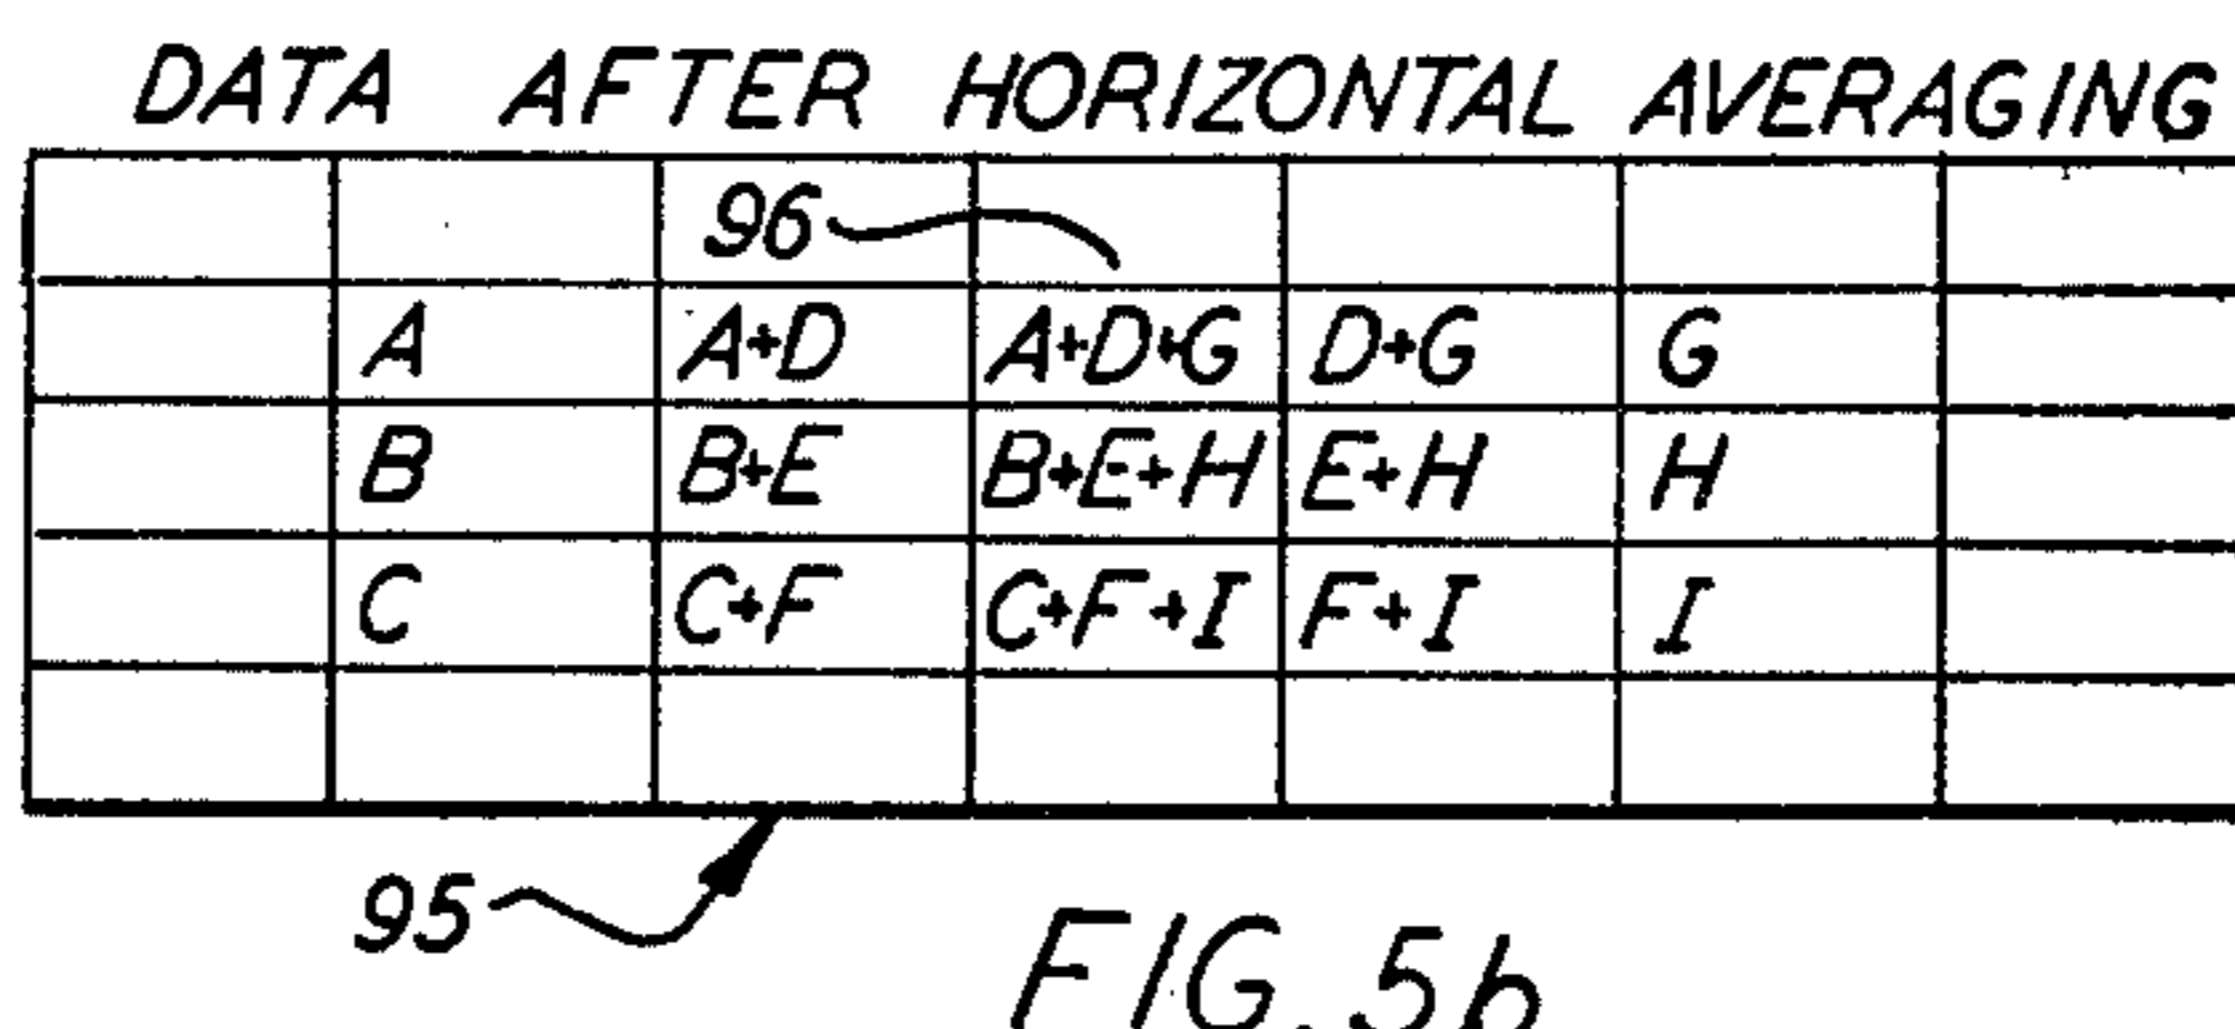 DATA AFTER HORIZONTAL AVERAGING
96
A A+D A+D+G D+G G
B B+E B+E+H E+H H
C C+F C+F+I F+I I
95
FIG. 5b